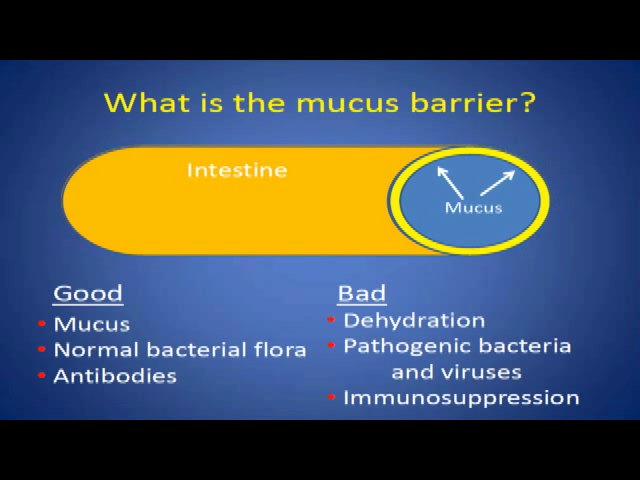 What is the mucus barrier?
Intestine
Mucus
Good
• Mucus
• Normal bacterial flora
• Antibodies
Bad
• Dehydration
• Pathogenic bacteria
and viruses
• Immunosuppression